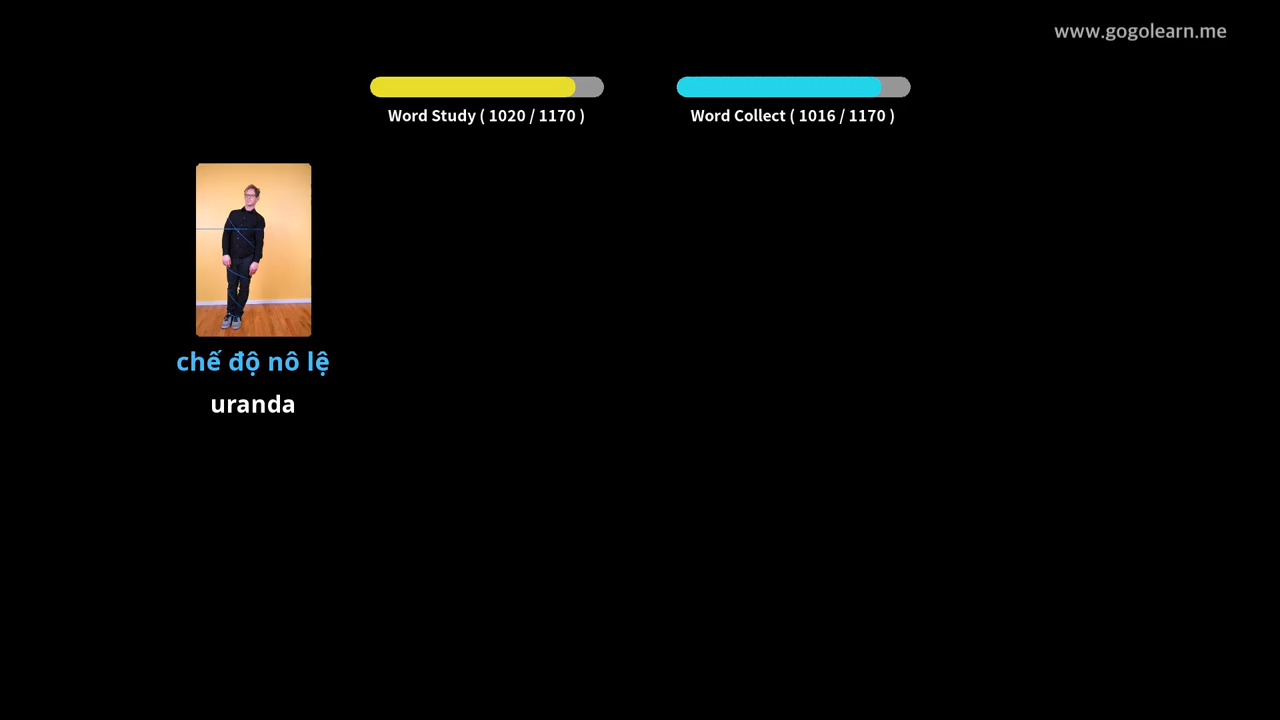 www.gogolearn.me
Word Study ( 1020 / 1170 )
Word Collect ( 1016 / 1170 )
chế độ nô lệ
uranda